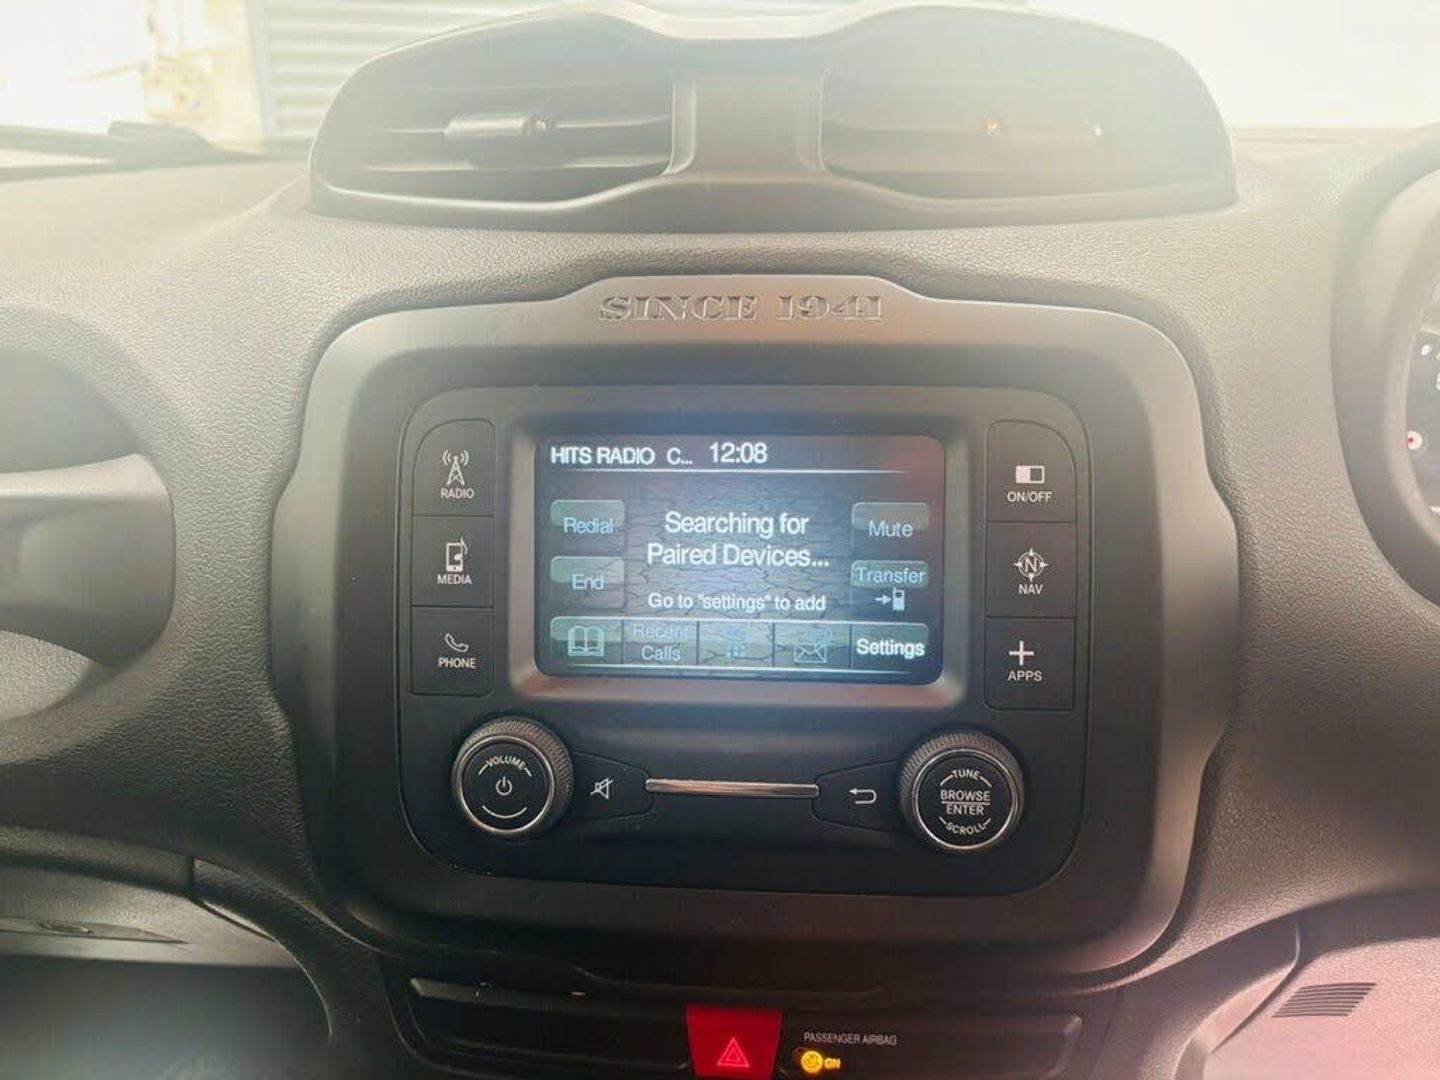 SINCE 1941
HITS RADIO C... 12:08
RADIO
MEDIA
PHONE
Redial
End
Searching for
Paired Devices...
Go to "settings" to add
Mute
Transfer
Recent
Calls
Settings
ON/OFF
N
NAV
APPS
VOLUME
TUNE
BROWSE
ENTER
SCROLL
PASSENGER AIRBAG
ON